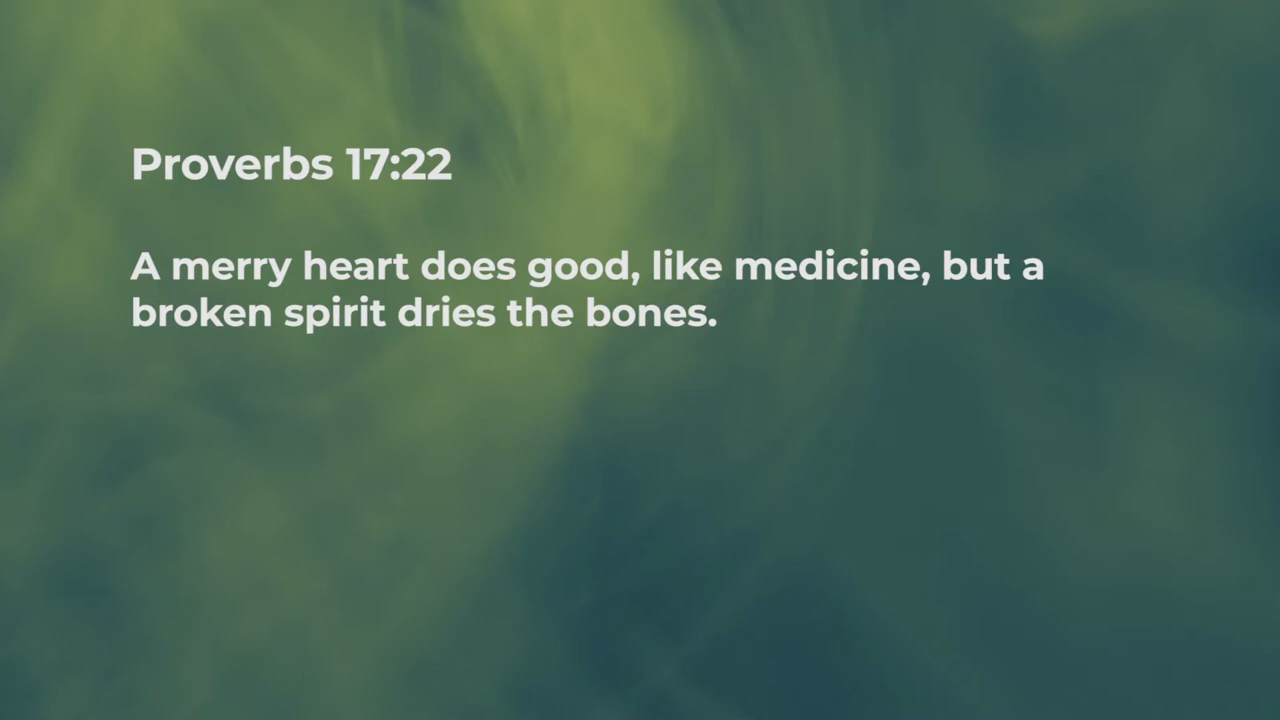 Proverbs 17:22
A merry heart does good, like medicine, but a
broken spirit dries the bones.